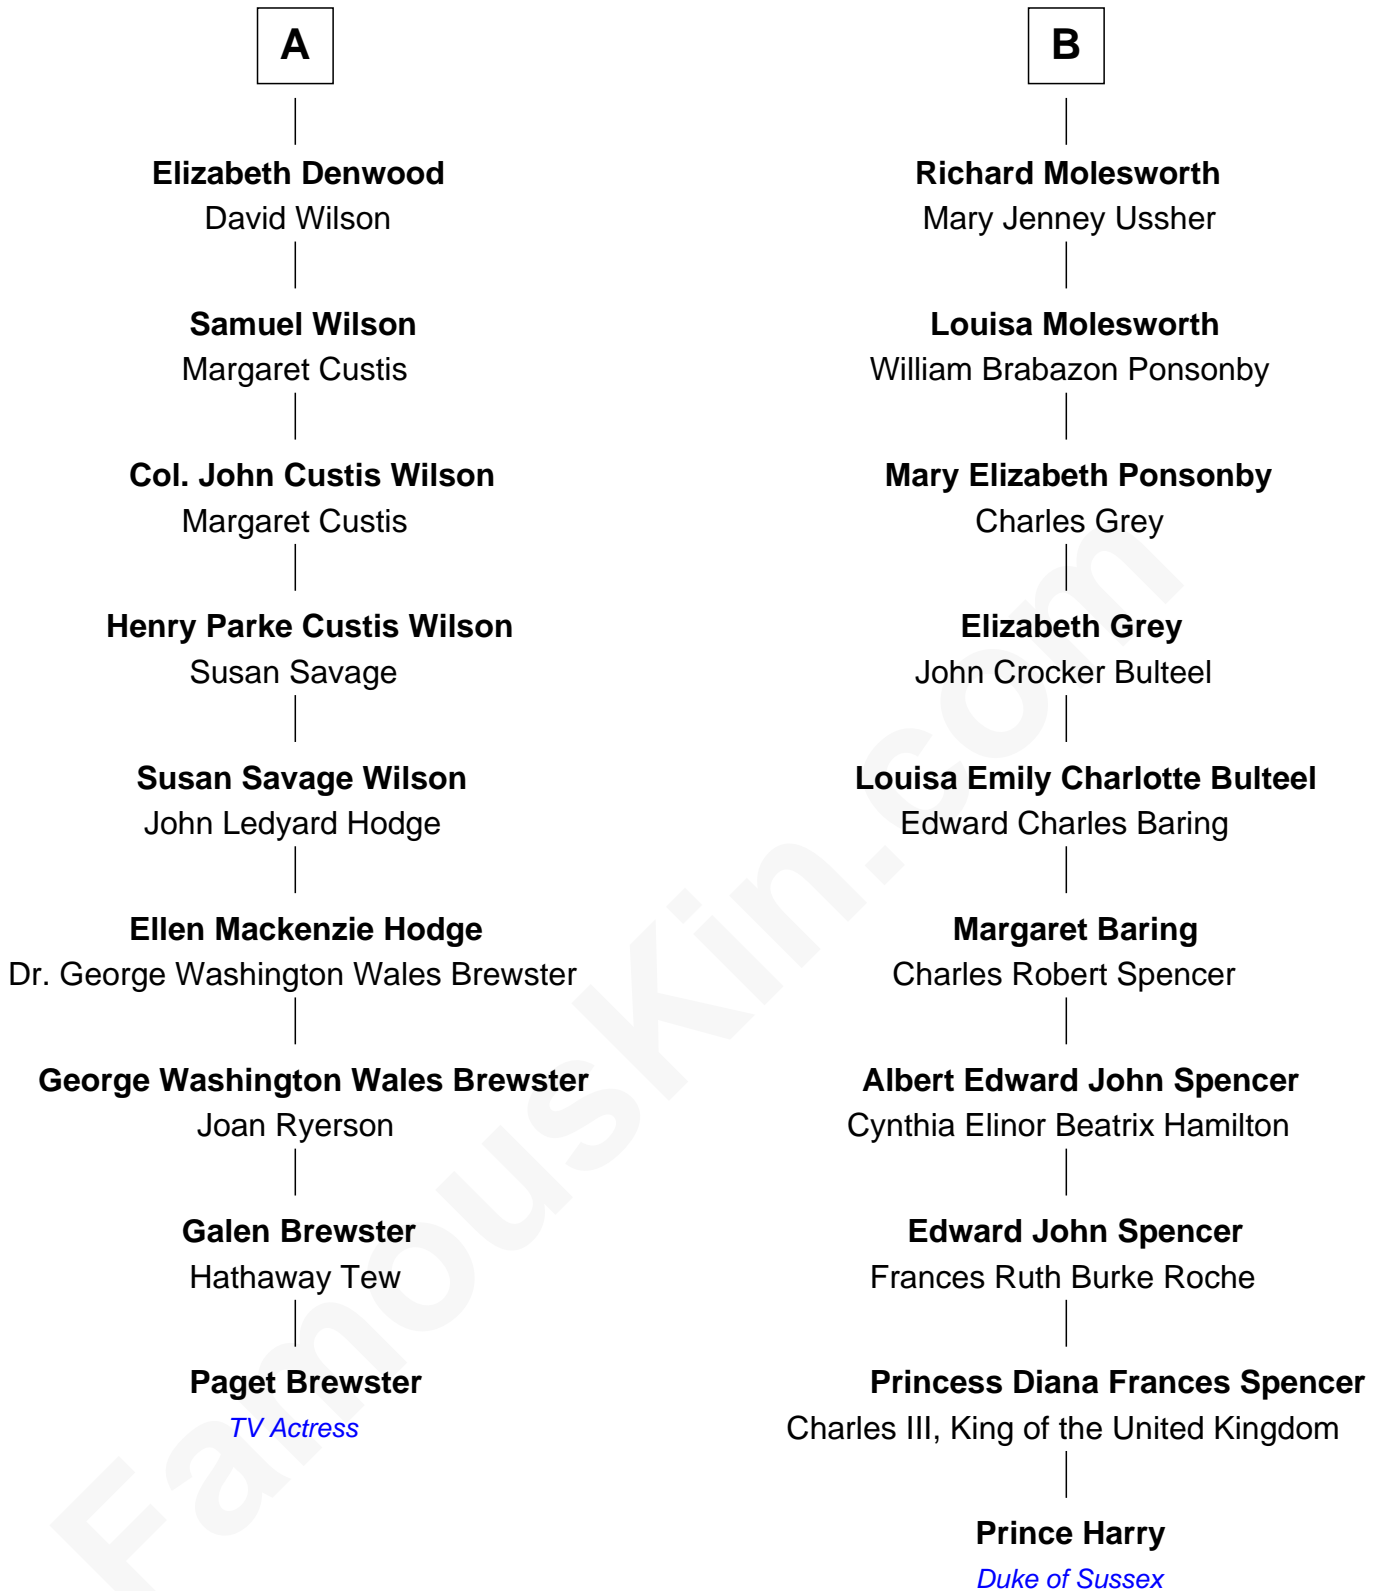 A
Elizabeth Denwood
David Wilson
Samuel Wilson
Margaret Custis
Col. John Custis Wilson
Margaret Custis
Henry Parke Custis Wilson
Susan Savage
Susan Savage Wilson
John Ledyard Hodge
Ellen Mackenzie Hodge
Dr. George Washington Wales Brewster
George Washington Wales Brewster
Joan Ryerson
Galen Brewster
Hathaway Tew
Paget Brewster
TV Actress
B
Richard Molesworth
Mary Jenney Ussher
Louisa Molesworth
William Brabazon Ponsonby
Mary Elizabeth Ponsonby
Charles Grey
Elizabeth Grey
John Crocker Bulteel
Louisa Emily Charlotte Bulteel
Edward Charles Baring
Margaret Baring
Charles Robert Spencer
Albert Edward John Spencer
Cynthia Elinor Beatrix Hamilton
Edward John Spencer
Frances Ruth Burke Roche
Princess Diana Frances Spencer
Charles III, King of the United Kingdom
Prince Harry
Duke of Sussex
FamousKin.com